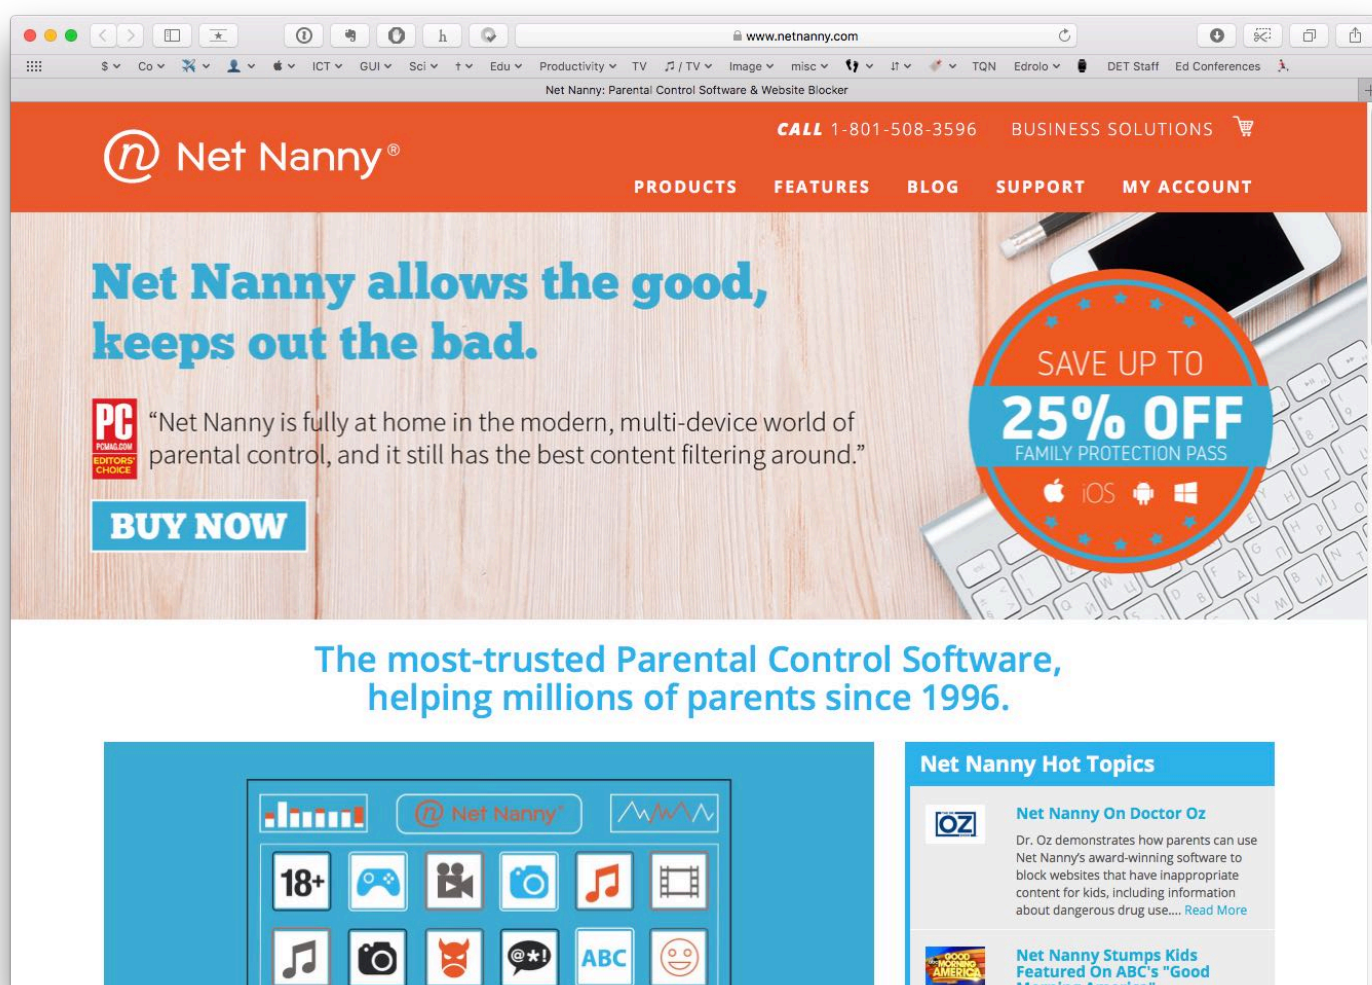 www.netnanny.com
$ Co ICT GUI Sci † Edu Productivity TV ♫ / TV Image misc TQN Edrolo DET Staff Ed Conferences
Net Nanny: Parental Control Software & Website Blocker
CALL 1-801-508-3596 BUSINESS SOLUTIONS
n Net Nanny®
PRODUCTS FEATURES BLOG SUPPORT MY ACCOUNT
Net Nanny allows the good,
keeps out the bad.
PC
PCMAG.COM
EDITORS'
CHOICE
“Net Nanny is fully at home in the modern, multi-device world of
parental control, and it still has the best content filtering around.”
BUY NOW
SAVE UP TO
25% OFF
FAMILY PROTECTION PASS
iOS
The most-trusted Parental Control Software,
helping millions of parents since 1996.
n Net Nanny®
18+
@*!
ABC
Net Nanny Hot Topics
OZ
Net Nanny On Doctor Oz
Dr. Oz demonstrates how parents can use
Net Nanny's award-winning software to
block websites that have inappropriate
content for kids, including information
about dangerous drug use.... Read More
GOOD
MORNING
AMERICA
Net Nanny Stumps Kids
Featured On ABC's "Good
Morning America"